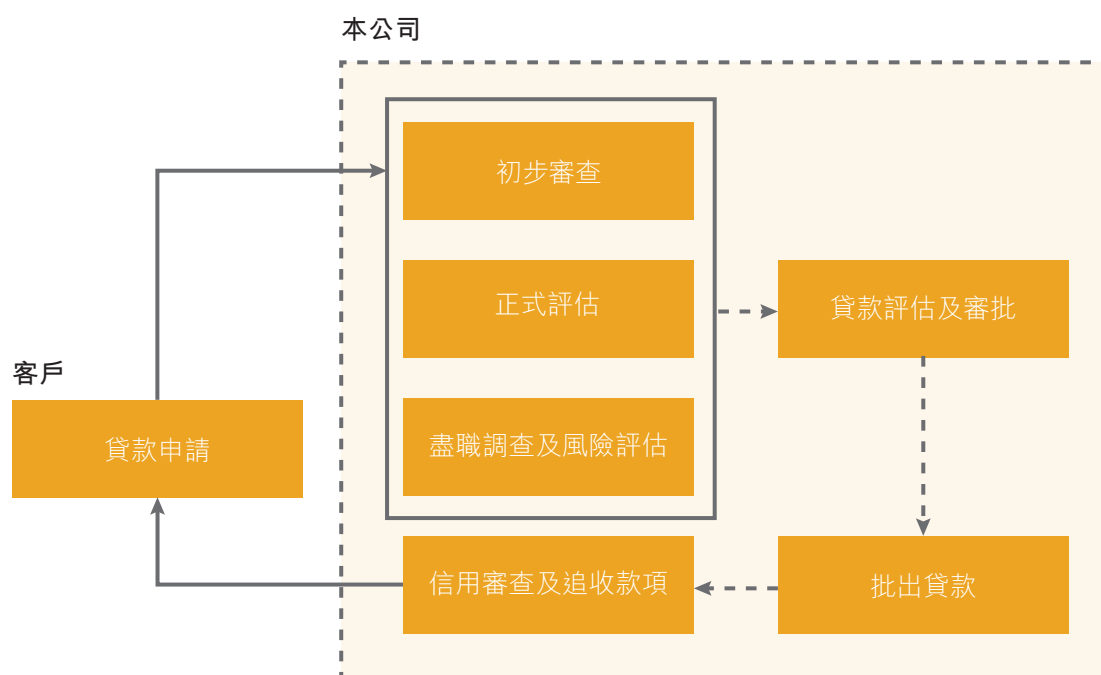 本公司
初步審查
正式評估
貸款評估及審批
客戶
貸款申請
盡職調查及風險評估
信用審查及追收款項
批出貸款